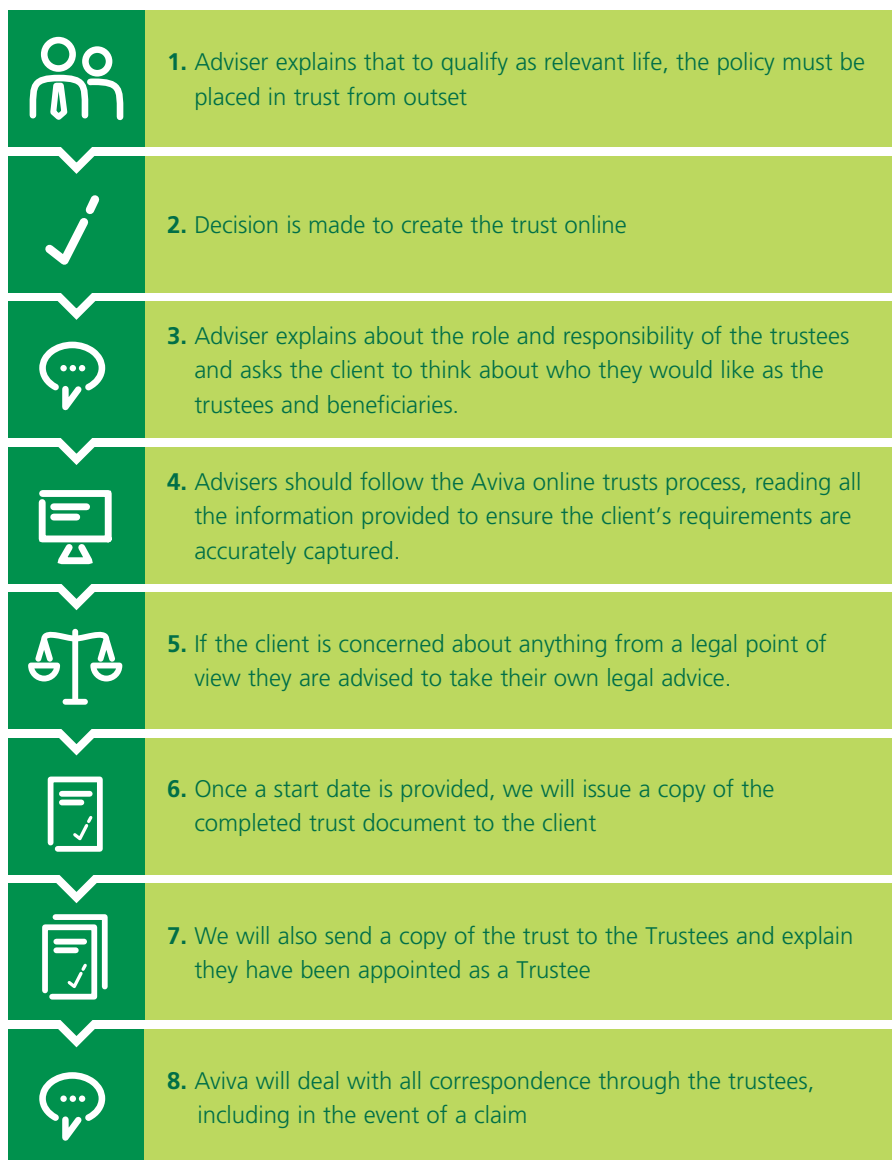 1. Adviser explains that to qualify as relevant life, the policy must be
placed in trust from outset
2. Decision is made to create the trust online
3. Adviser explains about the role and responsibility of the trustees
and asks the client to think about who they would like as the
trustees and beneficiaries.
4. Advisers should follow the Aviva online trusts process, reading all
the information provided to ensure the client's requirements are
accurately captured.
5. If the client is concerned about anything from a legal point of
view they are advised to take their own legal advice.
6. Once a start date is provided, we will issue a copy of the
completed trust document to the client
7. We will also send a copy of the trust to the Trustees and explain
they have been appointed as a Trustee
8. Aviva will deal with all correspondence through the trustees,
including in the event of a claim